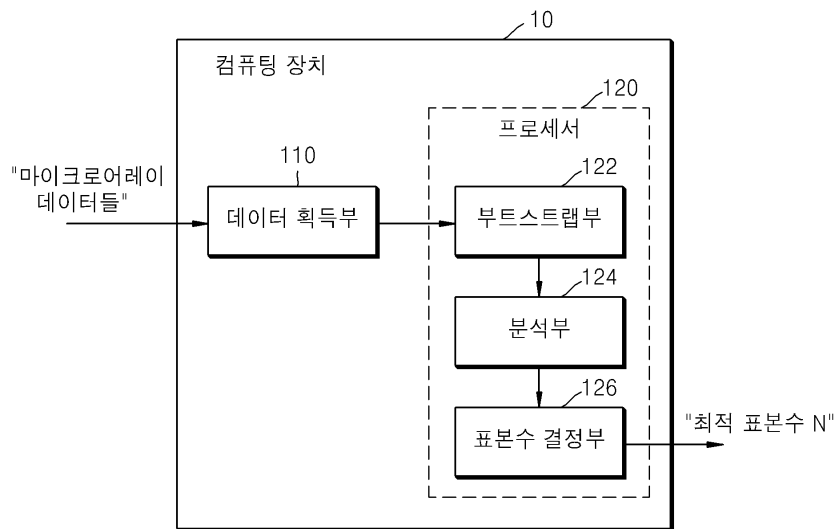 10
컴퓨팅 장치
120
프로세서
"마이크로어레이
데이터들"
110
데이터 획득부
122
부트스트랩부
124
분석부
126
표본수 결정부
"최적 표본수 N"